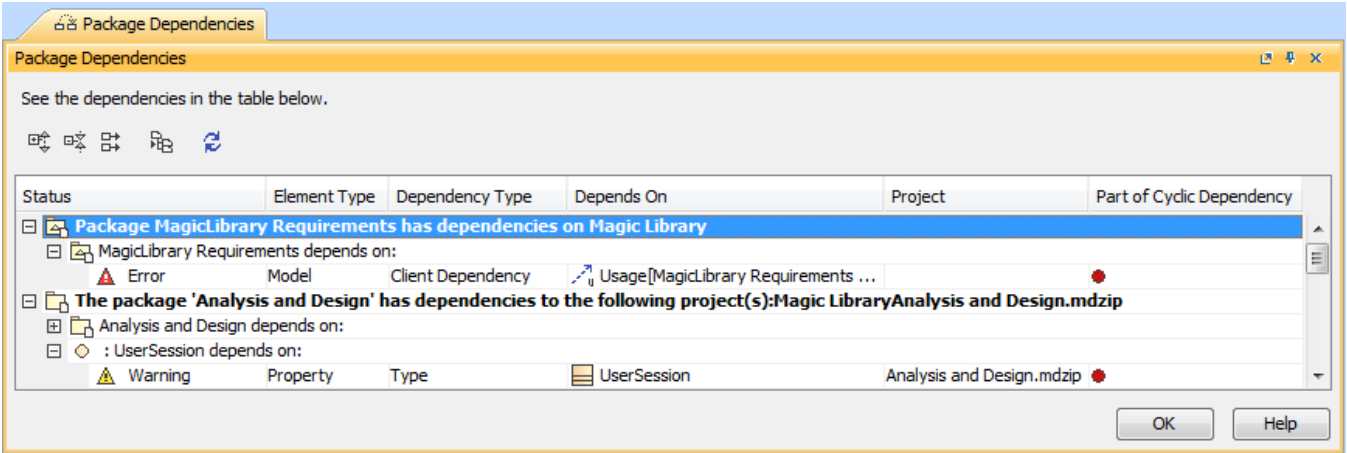 Package Dependencies
Package Dependencies
See the dependencies in the table below.
Status Element Type Dependency Type Depends On Project Part of Cyclic Dependency
Package MagicLibrary Requirements has dependencies on Magic Library
MagicLibrary Requirements depends on:
Error Model Client Dependency Usage[MagicLibrary Requirements ...
The package 'Analysis and Design' has dependencies to the following project(s):Magic LibraryAnalysis and Design.mdzip
Analysis and Design depends on:
: UserSession depends on:
Warning Property Type UserSession Analysis and Design.mdzip
OK Help